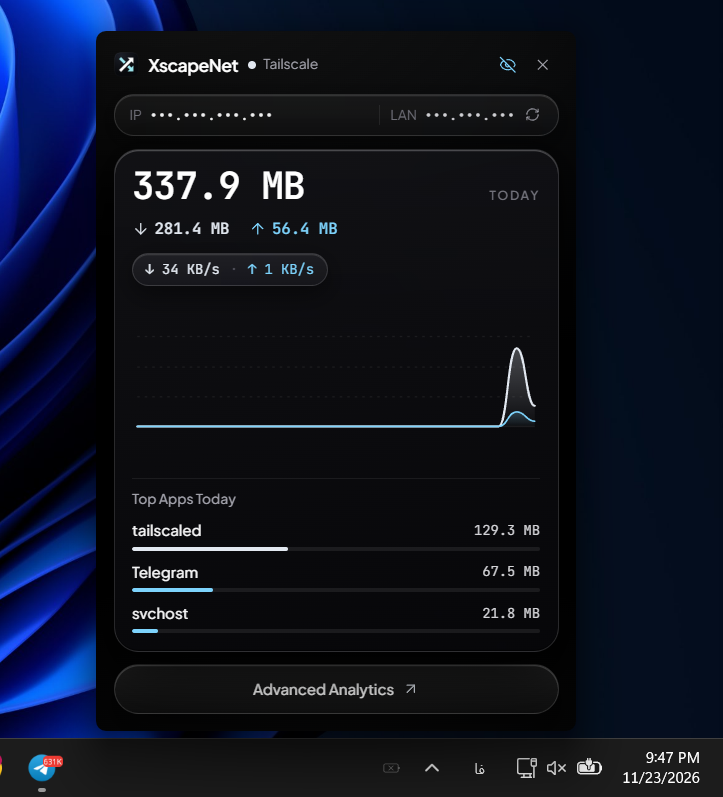 XscapeNet ● Tailscale
IP •••.•••.•••.••• LAN •••.•••.•••
337.9 MB TODAY
↓ 281.4 MB ↑ 56.4 MB
↓ 34 KB/s · ↑ 1 KB/s
Top Apps Today
tailscaled 129.3 MB
Telegram 67.5 MB
svchost 21.8 MB
Advanced Analytics ↗
631K
فا
9:47 PM
11/23/2026